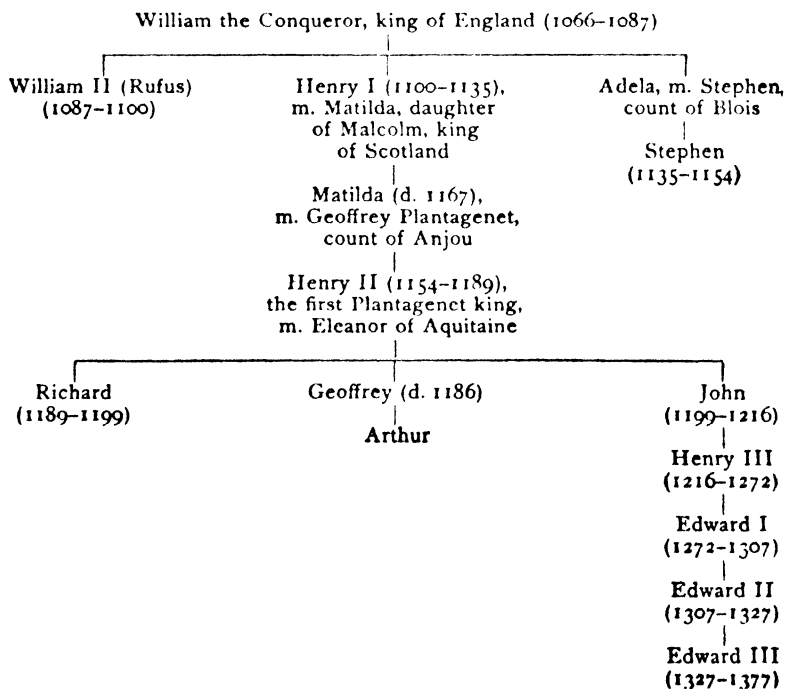 William the Conqueror, king of England (1066–1087)
William II (Rufus)
(1087–1100)
Henry I (1100–1135),
m. Matilda, daughter
of Malcolm, king
of Scotland
Adela, m. Stephen,
count of Blois
Stephen
(1135–1154)
Matilda (d. 1167),
m. Geoffrey Plantagenet,
count of Anjou
Henry II (1154–1189),
the first Plantagenet king,
m. Eleanor of Aquitaine
Richard
(1189–1199)
Geoffrey (d. 1186)
Arthur
John
(1199–1216)
Henry III
(1216–1272)
Edward I
(1272–1307)
Edward II
(1307–1327)
Edward III
(1327–1377)